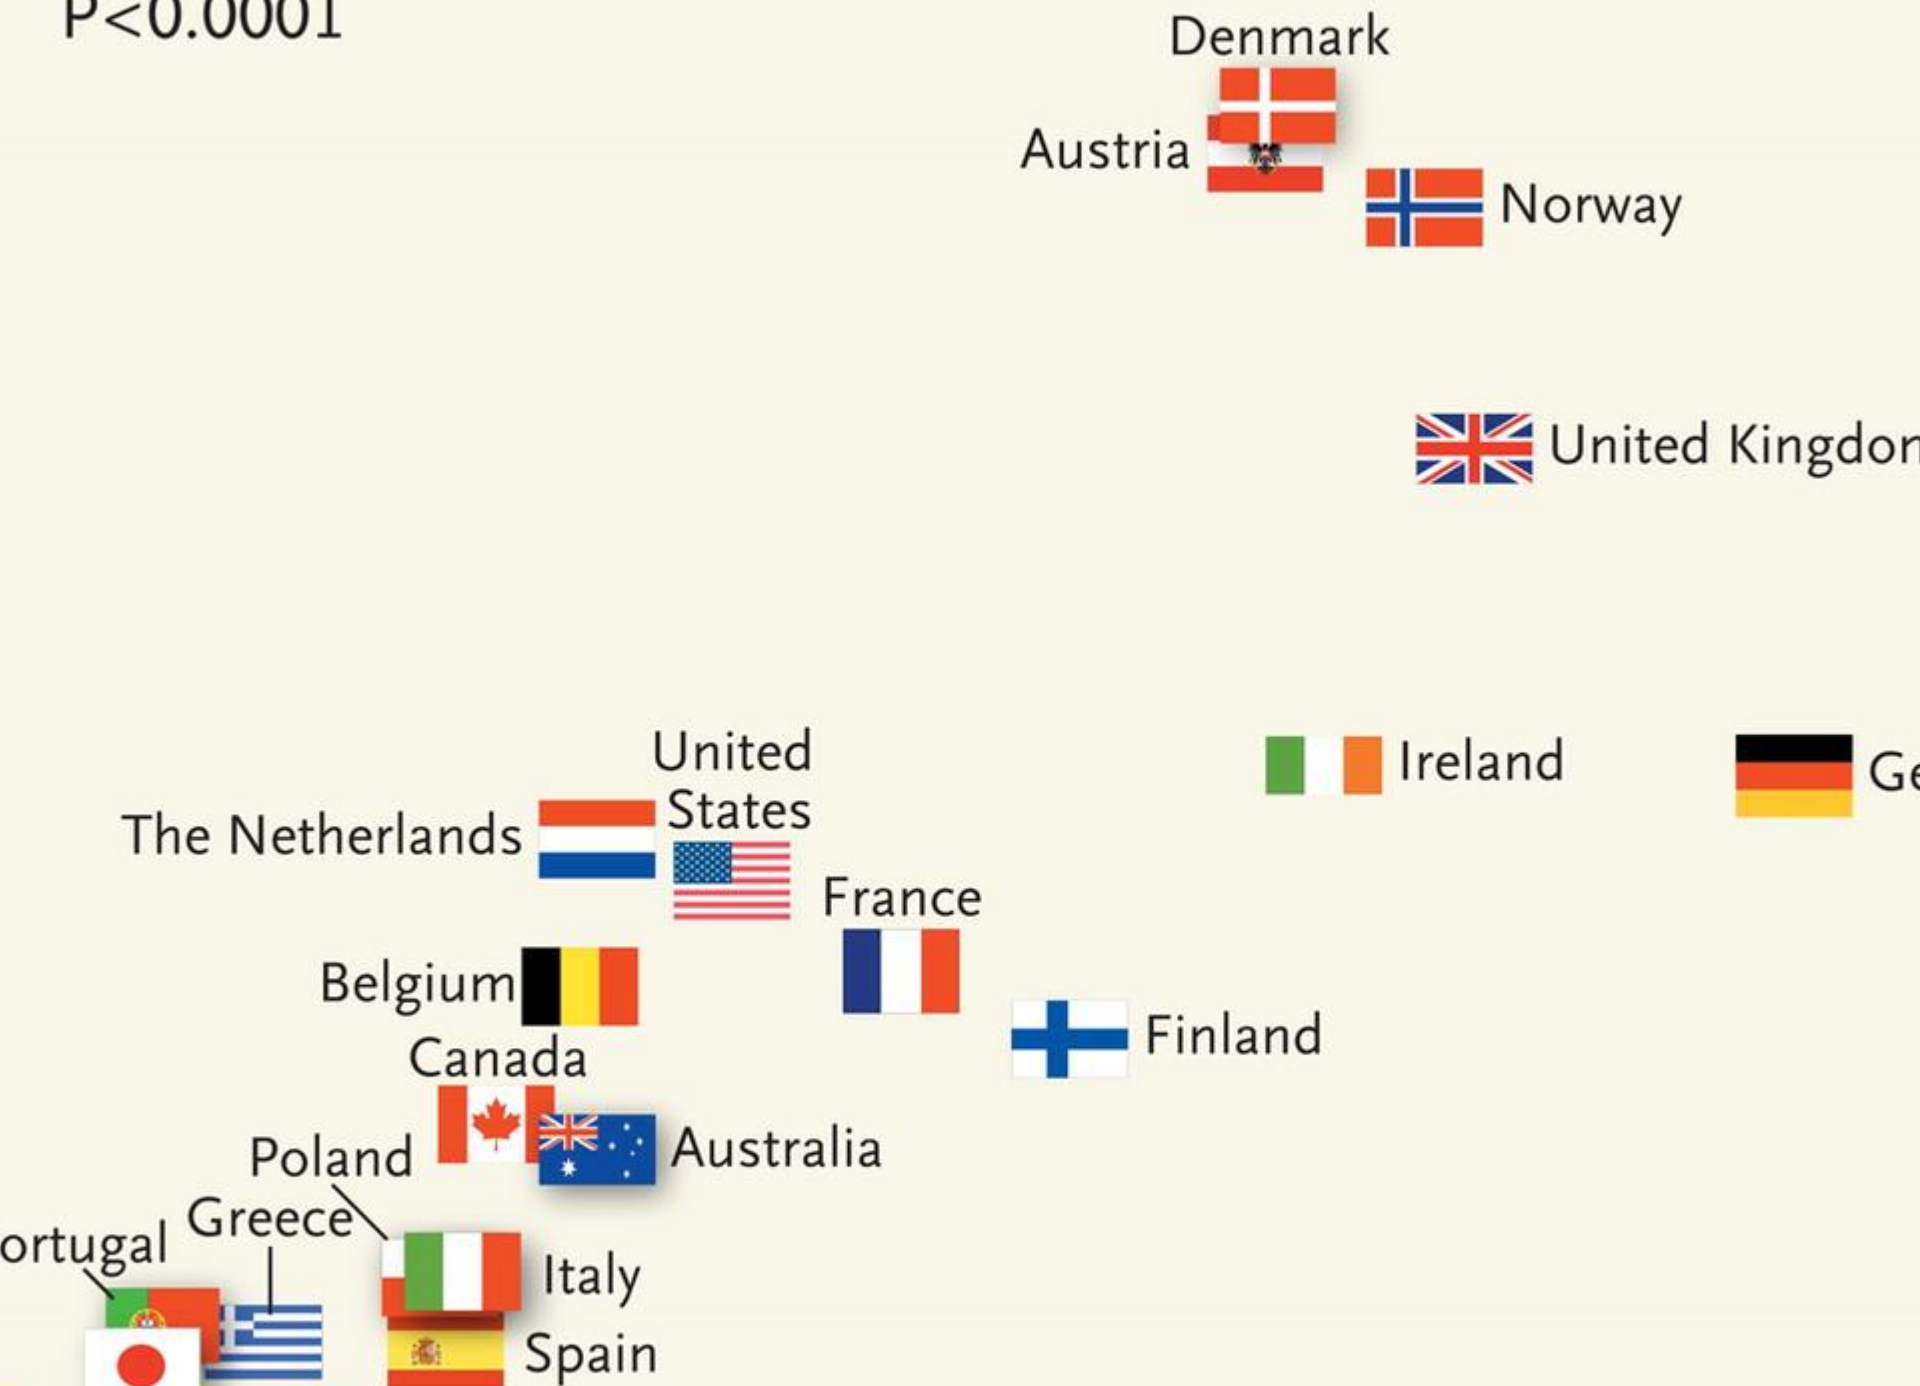 P<0.0001
Denmark
Austria
Norway
United Kingdon
United
States
Ireland
The Netherlands
Ge
France
Belgium
Finland
Canada
Australia
Poland
Greece
ortugal
Italy
Spain